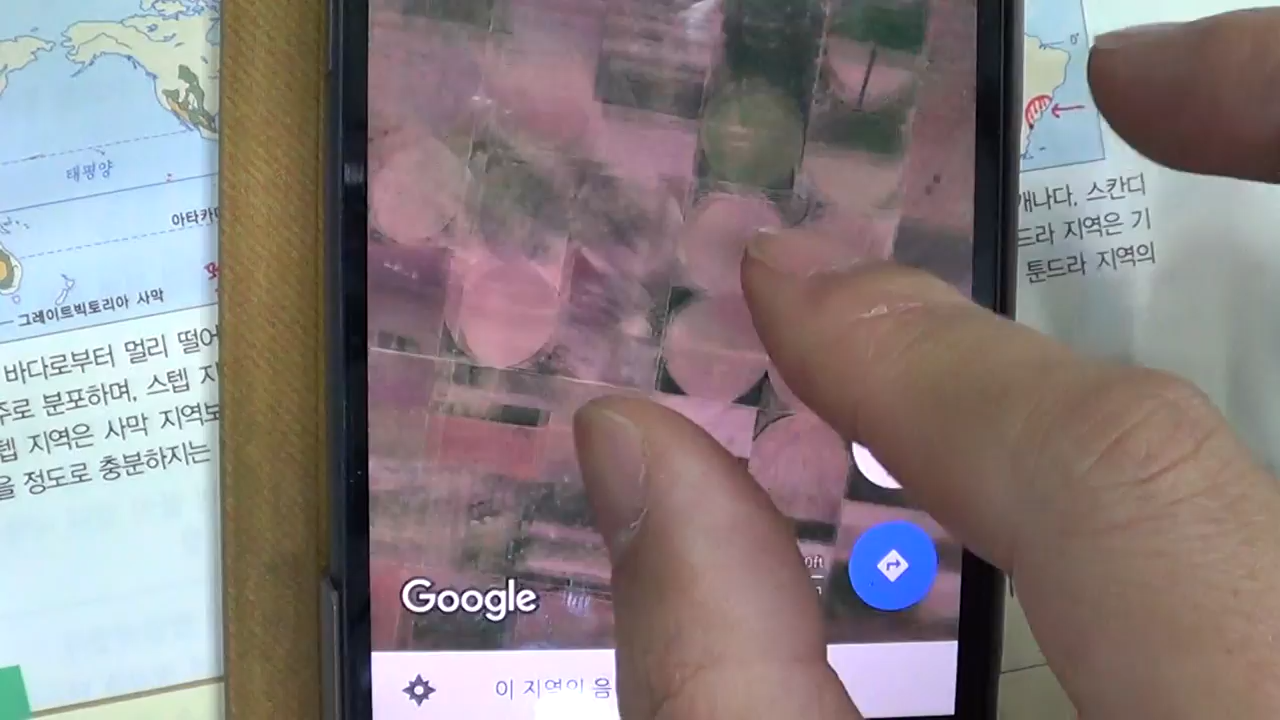 태평양
아타카
그레이트빅토리아 사막
바다로부터 멀리 떨어
주로 분포하며, 스텝 지
텝 지역은 사막 지역보
을 정도로 충분하지는
0°
개나다. 스칸디
드라 지역은 기
툰드라 지역의
Google
이 지역의 음